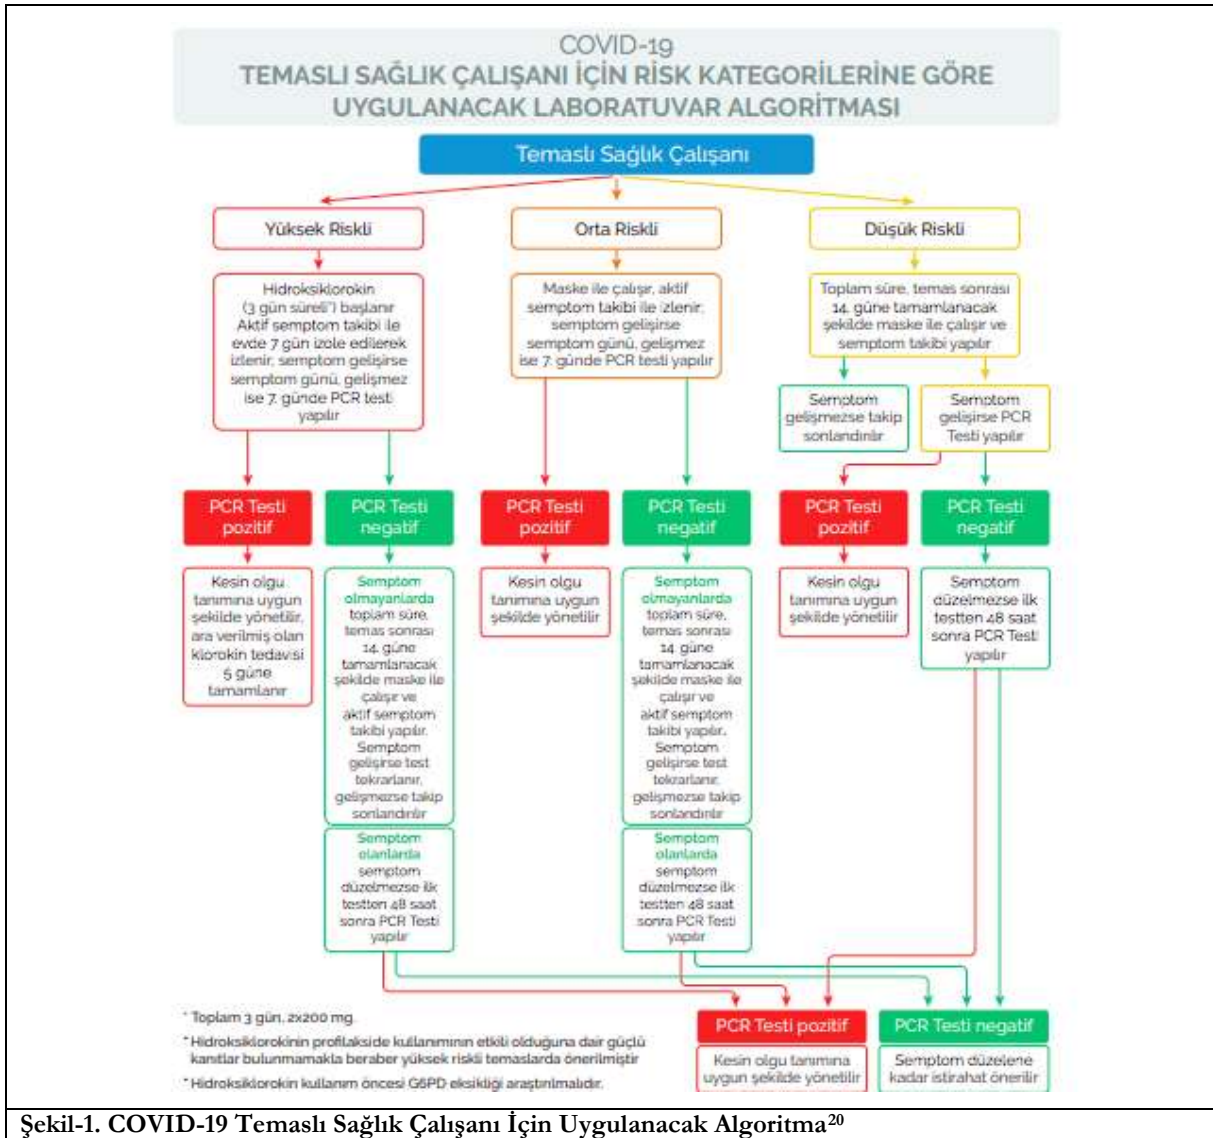 COVID-19
TEMASLI SAĞLIK ÇALIŞANI İÇİN RİSK KATEGORİLERİNE GÖRE
UYGULANACAK LABORATUVAR ALGORİTMASI
Temaslı Sağlık Çalışanı
Yüksek Riskli
Orta Riskli
Düşük Riskli
Hidroksiklorokin
(3 gün süreli*) başlanır
Aktif semptom takibi ile
evde 7 gün izole edilerek
izlenir, semptom gelişirse
semptom günü, gelişmez
ise 7. günde PCR testi
yapılır
Maske ile çalışır, aktif
semptom takibi ile izlenir,
semptom gelişirse
semptom günü, gelişmez
ise 7. günde PCR testi yapılır
Toplam süre, temas sonrası
14. güne tamamlanacak
şekilde maske ile çalışır ve
semptom takibi yapılır
Semptom
gelişmezse takip
sonlandırılır
Semptom
gelişirse PCR
Testi yapılır
PCR Testi
pozitif
PCR Testi
negatif
PCR Testi
pozitif
PCR Testi
negatif
PCR Testi
pozitif
PCR Testi
negatif
Kesin olgu
tanımına uygun
şekilde yönetilir,
ara verilmiş olan
klorokin tedavisi
5 güne
tamamlanır
Semptom
olmayanlarda
toplam süre,
temas sonrası
14. güne
tamamlanacak
şekilde maske ile
çalışır ve
aktif semptom
takibi yapılır.
Semptom
gelişirse test
tekrarlanır,
gelişmezse takip
sonlandırılır
Semptom
olanlarda
semptom
düzelmezse ilk
testten 48 saat
sonra PCR Testi
yapılır
Kesin olgu
tanımına uygun
şekilde yönetilir
Semptom
olmayanlarda
toplam süre,
temas sonrası
14. güne
tamamlanacak
şekilde maske ile
çalışır ve
aktif semptom
takibi yapılır.
Semptom
gelişirse test
tekrarlanır,
gelişmezse takip
sonlandırılır
Semptom
olanlarda
semptom
düzelmezse ilk
testten 48 saat
sonra PCR Testi
yapılır
Kesin olgu
tanımına uygun
şekilde yönetilir
Semptom
düzelmezse ilk
testten 48 saat
sonra PCR Testi
yapılır
PCR Testi pozitif
Kesin olgu tanımına
uygun şekilde yönetilir
PCR Testi negatif
Semptom düzelene
kadar istirahat önerilir
* Toplam 3 gün, 2x200 mg.
* Hidroksiklorokinin profilakside kullanımının etkili olduğuna dair güçlü
kanıtlar bulunmamakla beraber yüksek riskli temaslarda önerilmiştir
* Hidroksiklorokin kullanım öncesi G6PD eksikliği araştırılmalıdır.
Şekil-1. COVID-19 Temaslı Sağlık Çalışanı İçin Uygulanacak Algoritma²⁰